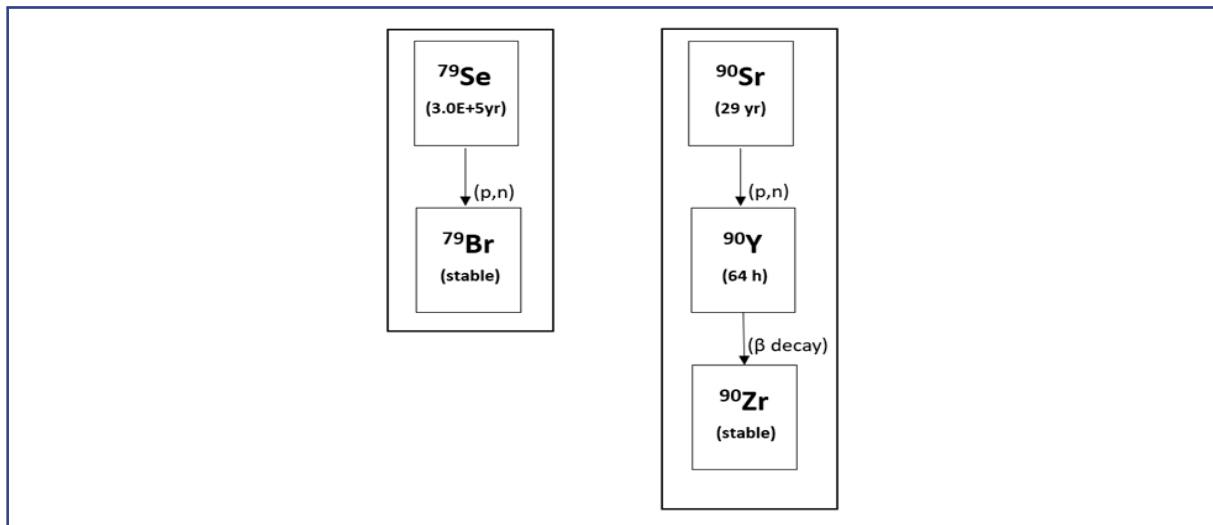 ⁷⁹Se
(3.0E+5yr)
(p,n)
⁷⁹Br
(stable)
⁹⁰Sr
(29 yr)
(p,n)
⁹⁰Y
(64 h)
(β decay)
⁹⁰Zr
(stable)